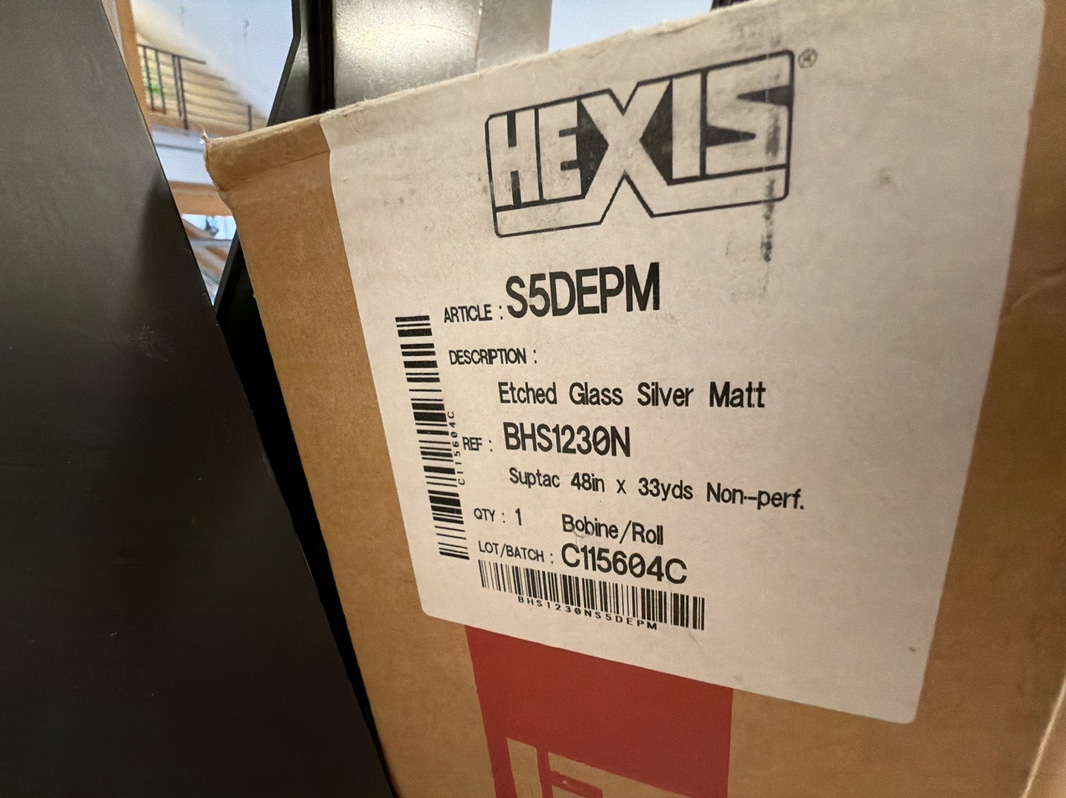 HEXIS®
ARTICLE : S5DEPM
DESCRIPTION :
Etched Glass Silver Matt
REF : BHS1230N
Suptac 48in x 33yds Non-perf.
QTY : 1 Bobine/Roll
LOT/BATCH : C115604C
BHS1230NS5DEPM
C115604C